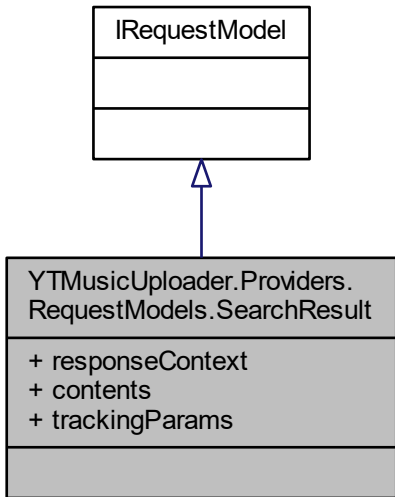 IRequestModel
YTMusicUploader.Providers.
RequestModels.SearchResult
+ responseContext
+ contents
+ trackingParams